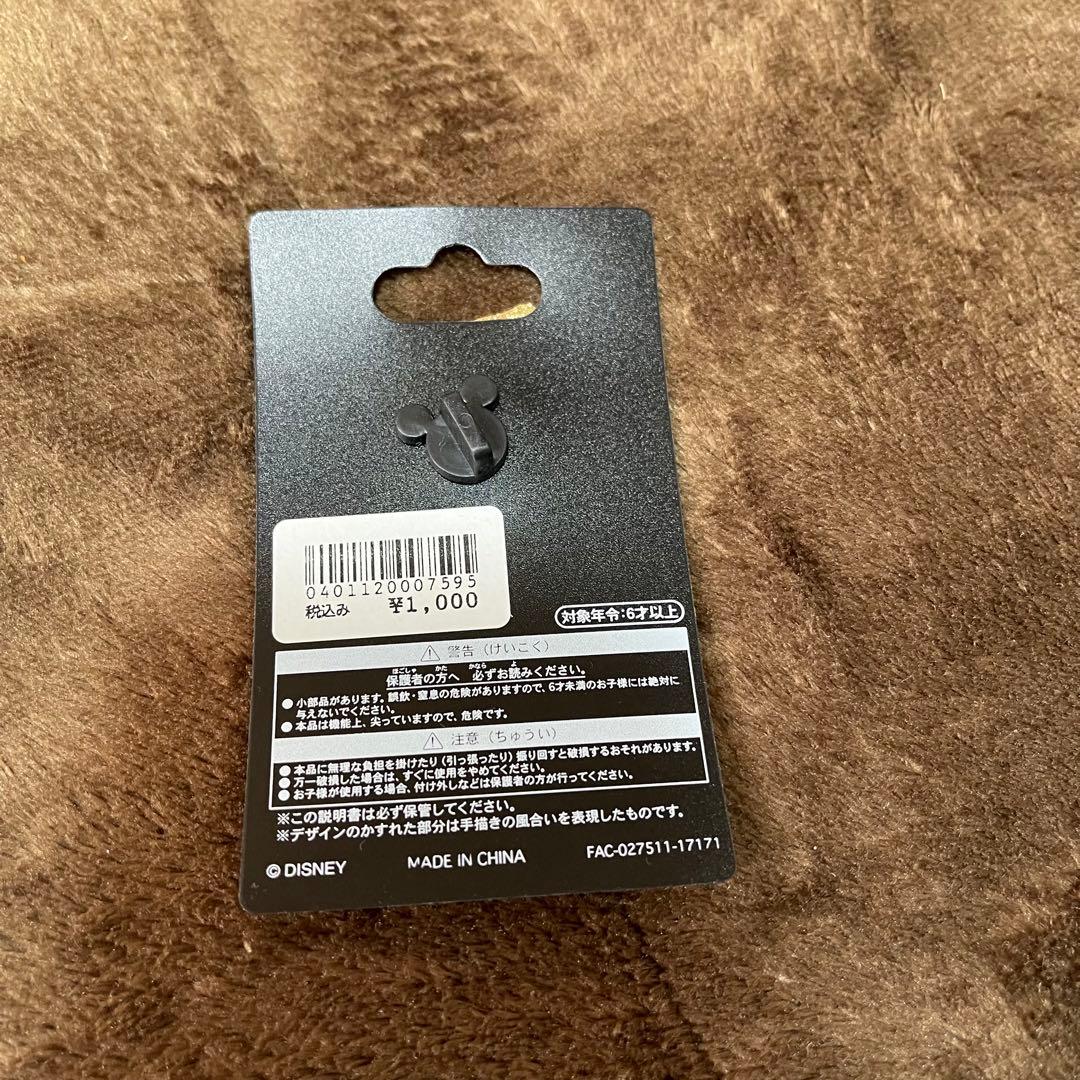 0401120007595
税込み ¥1,000
対象年令:6才以上
⚠ 警告（けいこく）
ほごしゃ かた かなら よ
保護者の方へ 必ずお読みください。
●小部品があります。誤飲・窒息の危険がありますので、6才未満のお子様には絶対に
与えないでください。
●本品は機能上、尖っていますので、危険です。
⚠ 注意（ちゅうい）
●本品に無理な負担を掛けたり（引っ張ったり）振り回すと破損するおそれがあります。
●万一破損した場合は、すぐに使用をやめてください。
●お子様が使用する場合、付け外しなどは保護者の方が行ってください。
※この説明書は必ず保管してください。
※デザインのかすれた部分は手描きの風合いを表現したものです。
© DISNEY MADE IN CHINA FAC-027511-17171